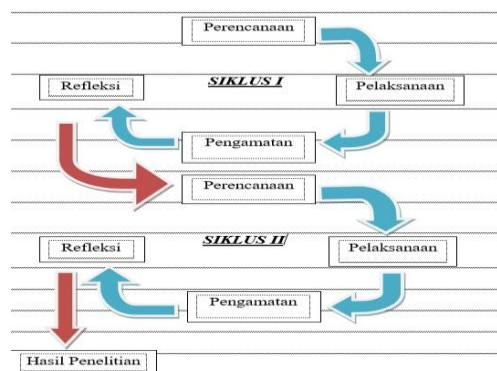 Perencanaan
SIKLUS I
Refleksi
Pelaksanaan
Pengamatan
Perencanaan
SIKLUS II
Refleksi
Pelaksanaan
Pengamatan
Hasil Penelitian